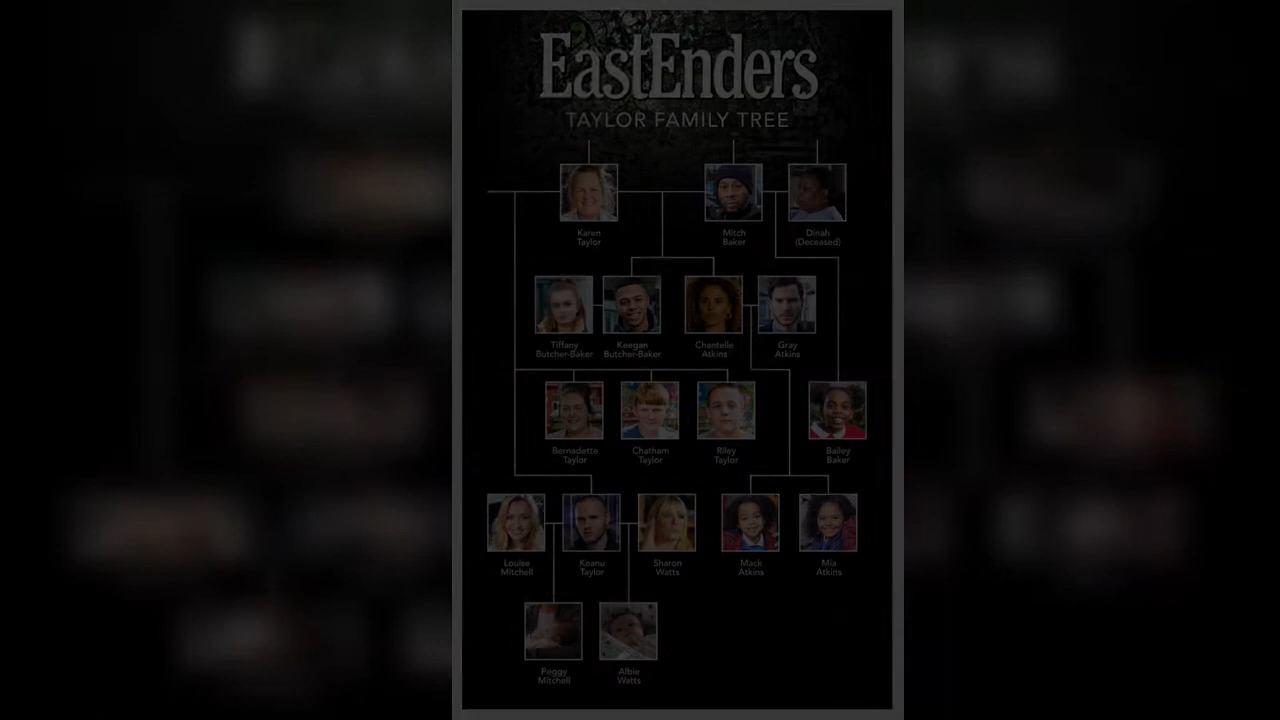 EastEnders
TAYLOR FAMILY TREE
Karen
Taylor
Mitch
Baker
Dinah
(Deceased)
Tiffany
Butcher-Baker
Keegan
Butcher-Baker
Chantelle
Atkins
Gray
Atkins
Bernadette
Taylor
Chatham
Taylor
Riley
Taylor
Bailey
Baker
Louise
Mitchell
Keanu
Taylor
Sharon
Watts
Mack
Atkins
Mia
Atkins
Peggy
Mitchell
Albie
Watts